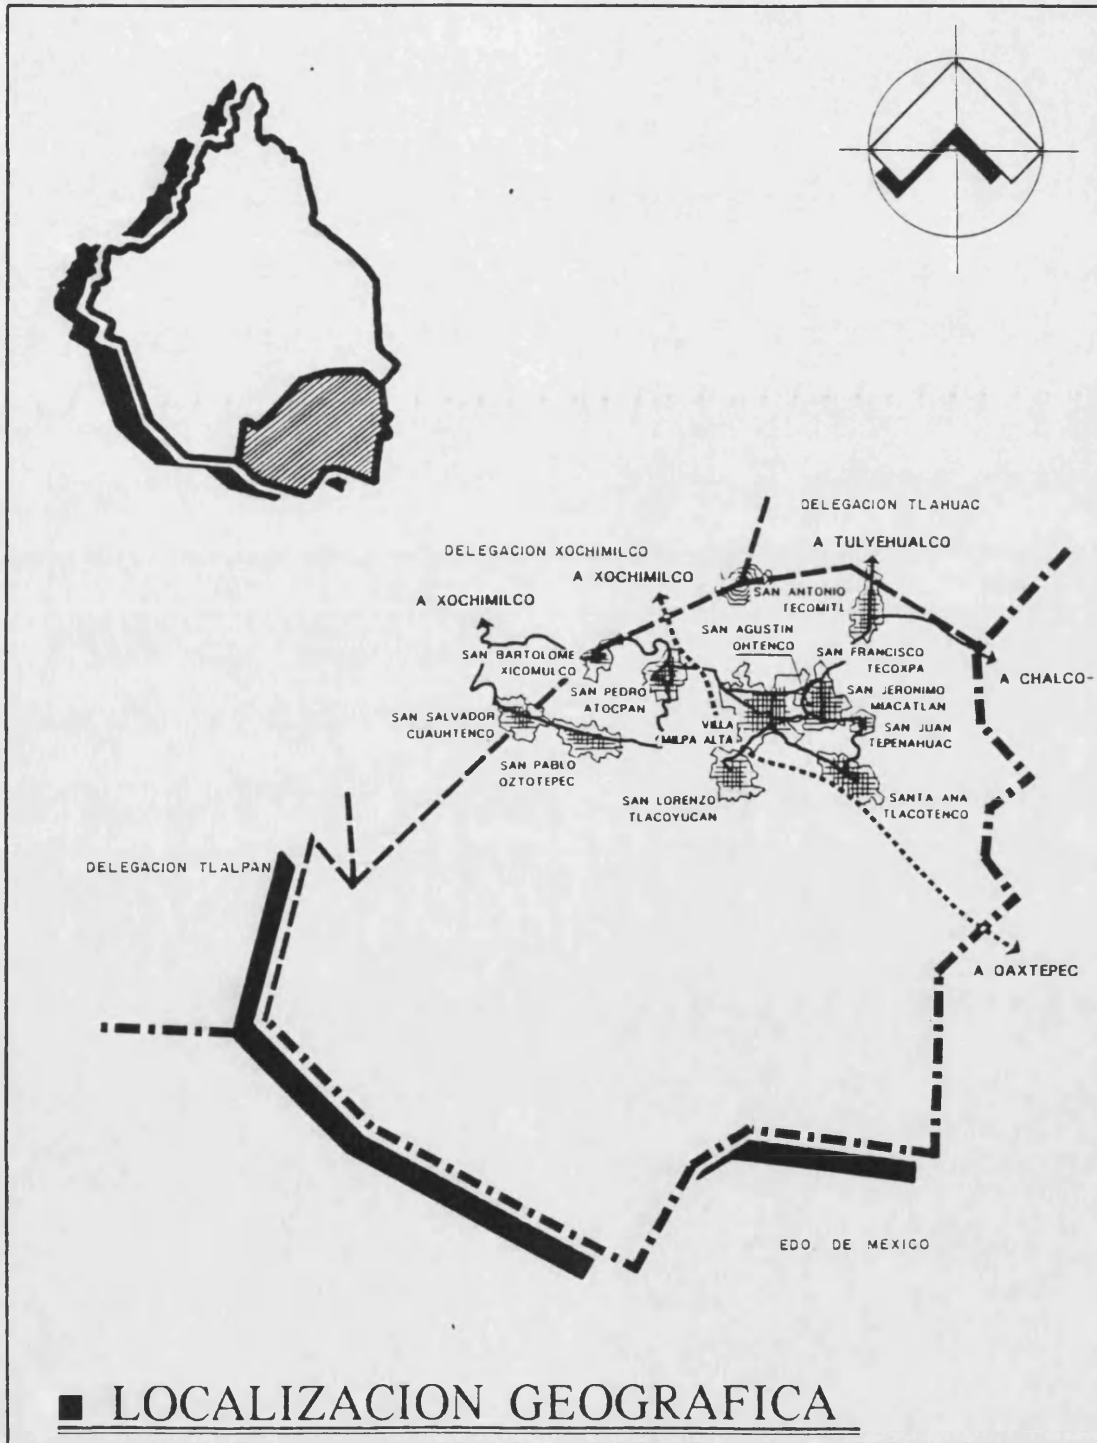 DELEGACION TLAHUAC
A TULYEHUALCO
DELEGACION XOCHIMILCO
A XOCHIMILCO
A XOCHIMILCO
SAN ANTONIO
TECOMITL
SAN AGUSTIN
OHTENCO
SAN FRANCISCO
TECOXPA
SAN BARTOLOME
XICOMULCO
A CHALCO-
SAN PEDRO
ATOCPAN
SAN JERONIMO
MIACATLAN
SAN SALVADOR
CUAUHTENCO
VILLA
MILPA ALTA
SAN JUAN
TEPENAHUAC
SAN PABLO
OZTOTEPEC
SAN LORENZO
TLACOYUCAN
SANTA ANA
TLACOTENCO
DELEGACION TLALPAN
A OAXTEPEC
EDO. DE MEXICO
LOCALIZACION GEOGRAFICA